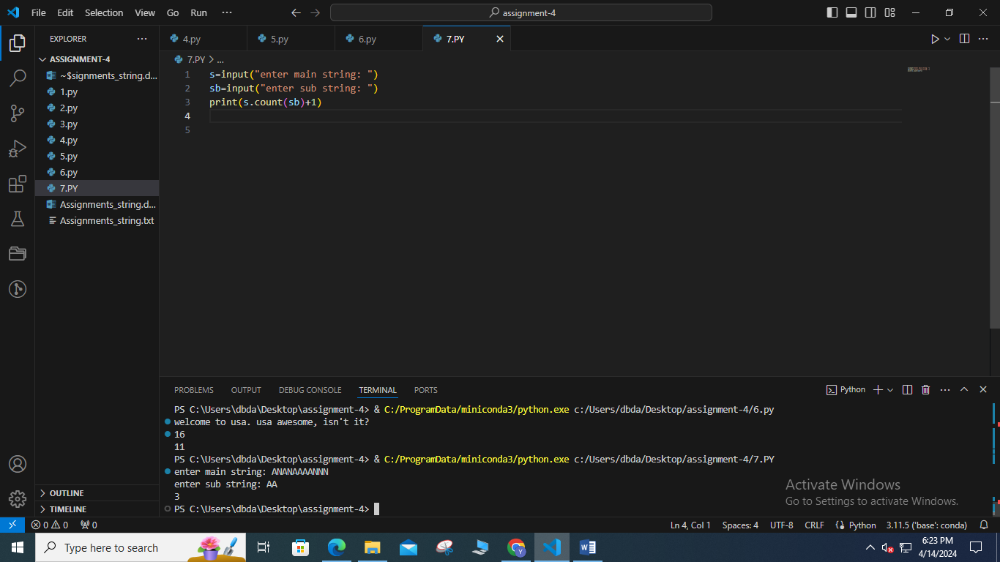 File Edit Selection View Go Run ···
assignment-4
EXPLORER ···
ASSIGNMENT-4
~$signments_string.d...
1.py
2.py
3.py
4.py
5.py
6.py
7.PY
Assignments_string.d...
Assignments_string.txt
OUTLINE
TIMELINE
4.py 5.py 6.py 7.PY
7.PY > ...
1 s=input("enter main string: ")
2 sb=input("enter sub string: ")
3 print(s.count(sb)+1)
4
5
PROBLEMS OUTPUT DEBUG CONSOLE TERMINAL PORTS
Python
PS C:\Users\dbda\Desktop\assignment-4> & C:/ProgramData/miniconda3/python.exe c:/Users/dbda/Desktop/assignment-4/6.py
welcome to usa. usa awesome, isn't it?
16
11
PS C:\Users\dbda\Desktop\assignment-4> & C:/ProgramData/miniconda3/python.exe c:/Users/dbda/Desktop/assignment-4/7.PY
enter main string: ANANAAAANNN
enter sub string: AA
3
PS C:\Users\dbda\Desktop\assignment-4>
Activate Windows
Go to Settings to activate Windows.
0 0 0 Ln 4, Col 1 Spaces: 4 UTF-8 CRLF Python 3.11.5 ('base': conda)
Type here to search
6:23 PM
4/14/2024